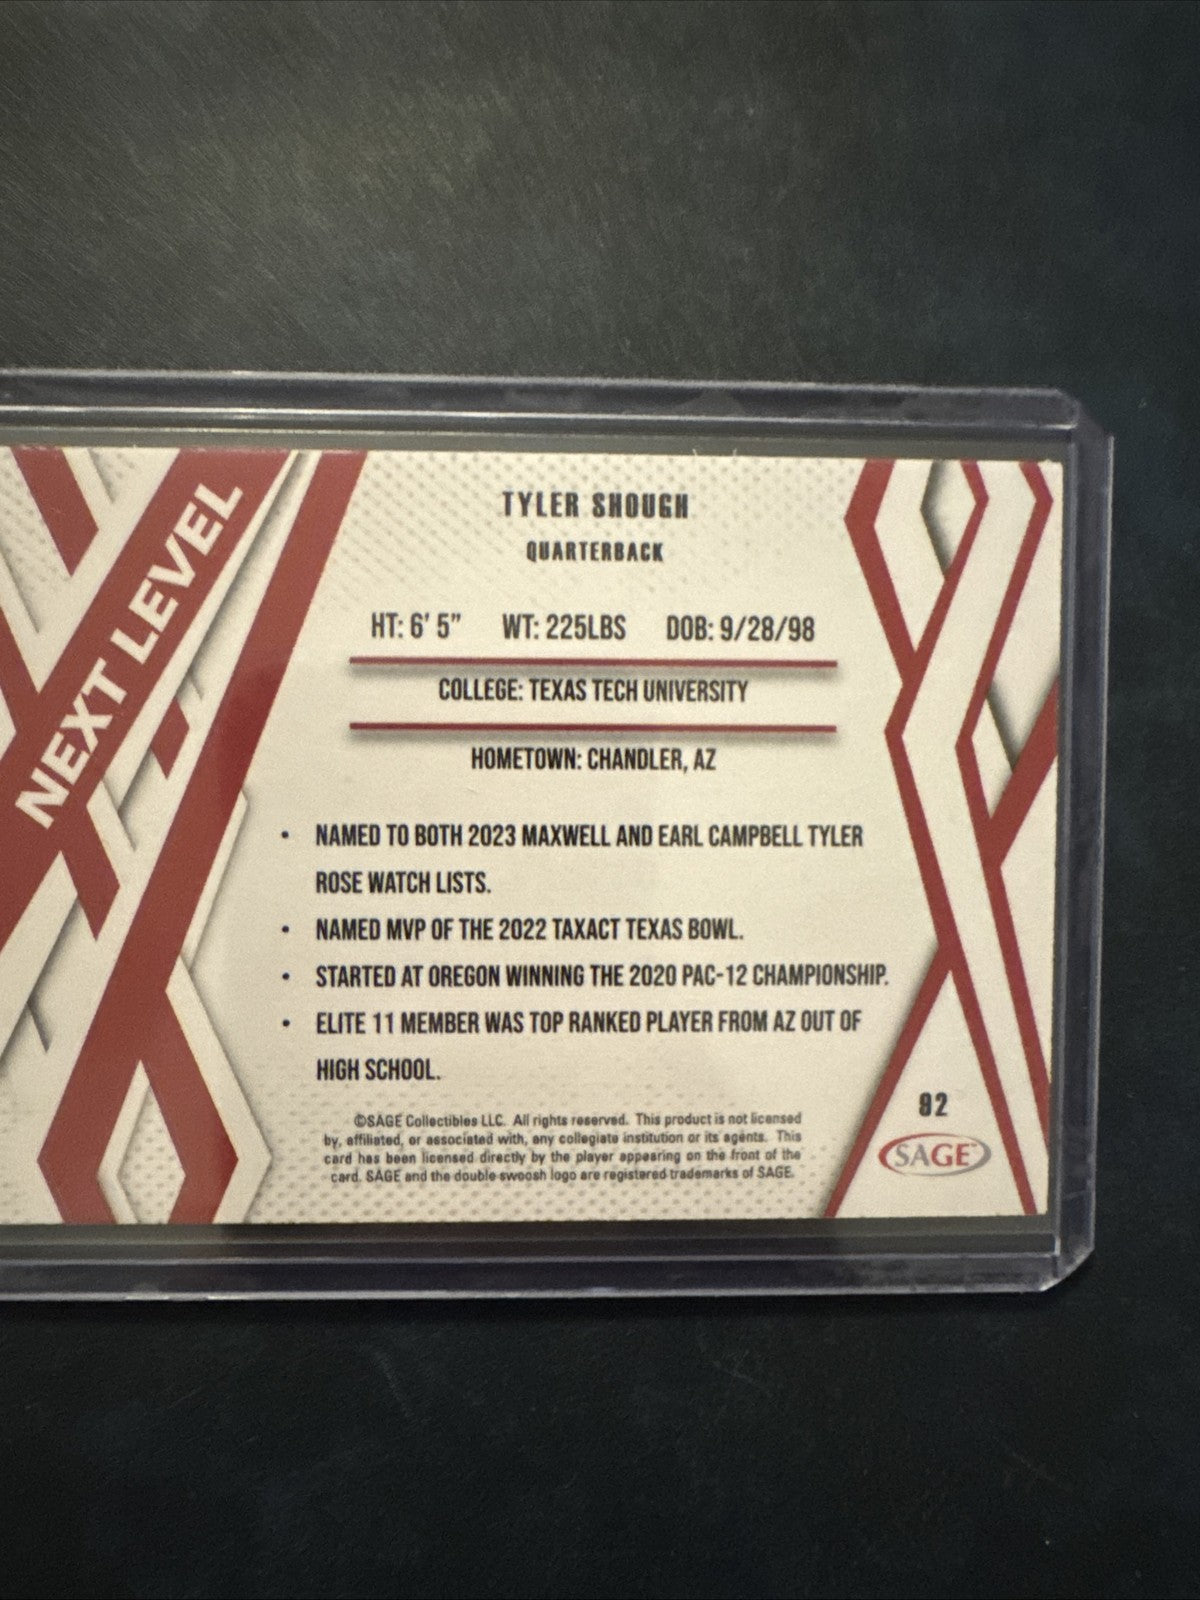 NEXT LEVEL
TYLER SHOUGH
QUARTERBACK
HT: 6' 5" WT: 225LBS DOB: 9/28/98
COLLEGE: TEXAS TECH UNIVERSITY
HOMETOWN: CHANDLER, AZ
• NAMED TO BOTH 2023 MAXWELL AND EARL CAMPBELL TYLER
ROSE WATCH LISTS.
• NAMED MVP OF THE 2022 TAXACT TEXAS BOWL.
• STARTED AT OREGON WINNING THE 2020 PAC-12 CHAMPIONSHIP.
• ELITE 11 MEMBER WAS TOP RANKED PLAYER FROM AZ OUT OF
HIGH SCHOOL.
©SAGE Collectibles LLC. All rights reserved. This product is not licensed
by, affiliated, or associated with, any collegiate institution or its agents. This
card has been licensed directly by the player appearing on the front of the
card. SAGE and the double swoosh logo are registered trademarks of SAGE.
92
SAGE